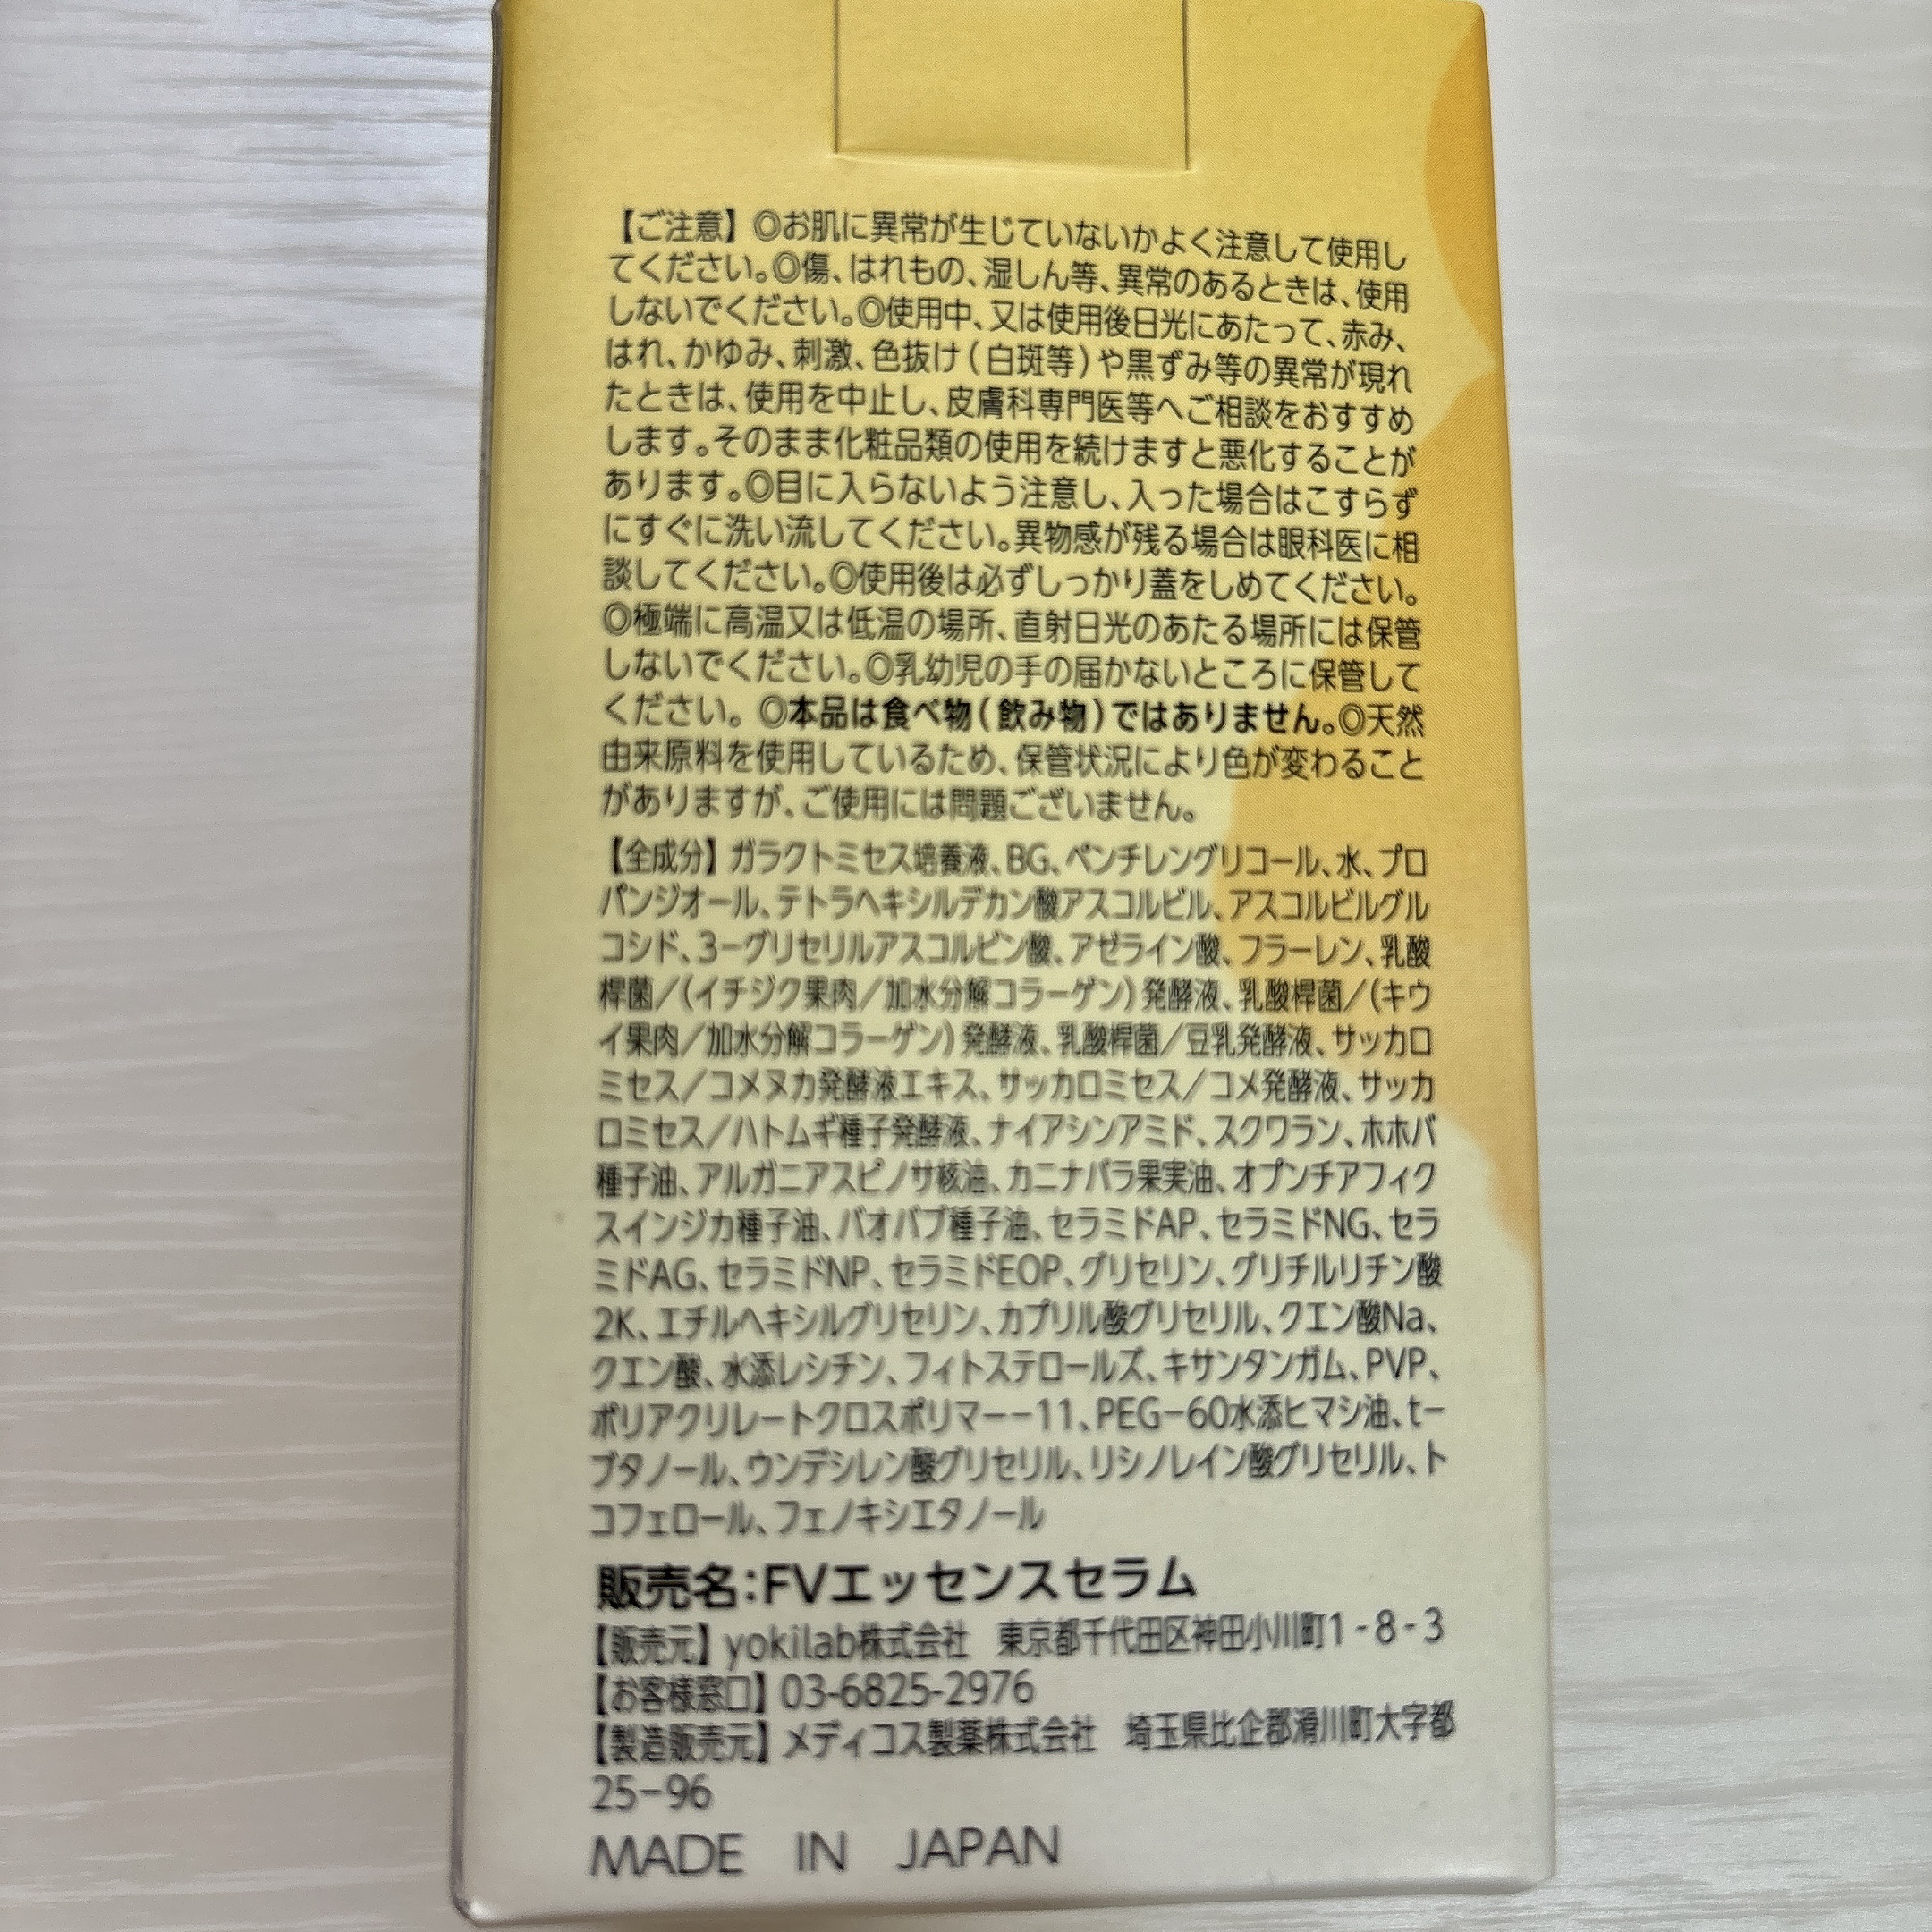 【ご注意】◎お肌に異常が生じていないかよく注意して使用し
てください。◎傷、はれもの、湿しん等、異常のあるときは、使用
しないでください。◎使用中、又は使用後日光にあたって、赤み、
はれ、かゆみ、刺激、色抜け(白斑等)や黒ずみ等の異常が現れ
たときは、使用を中止し、皮膚科専門医等へご相談をおすすめ
します。そのまま化粧品類の使用を続けますと悪化することが
あります。◎目に入らないよう注意し、入った場合はこすらず
にすぐに洗い流してください。異物感が残る場合は眼科医に相
談してください。◎使用後は必ずしっかり蓋をしめてください。
◎極端に高温又は低温の場所、直射日光のあたる場所には保管
しないでください。◎乳幼児の手の届かないところに保管して
ください。◎本品は食べ物(飲み物)ではありません。◎天然
由来原料を使用しているため、保管状況により色が変わること
がありますが、ご使用には問題ございません。
【全成分】ガラクトミセス培養液、BG、ペンチレングリコール、水、プロ
パンジオール、テトラヘキシルデカン酸アスコルビル、アスコルビルグル
コシド、3-グリセリルアスコルビン酸、アゼライン酸、フラーレン、乳酸
桿菌/(イチジク果肉/加水分解コラーゲン)発酵液、乳酸桿菌/(キウ
イ果肉/加水分解コラーゲン)発酵液、乳酸桿菌/豆乳発酵液、サッカロ
ミセス/コメヌカ発酵液エキス、サッカロミセス/コメ発酵液、サッカ
ロミセス/ハトムギ種子発酵液、ナイアシンアミド、スクワラン、ホホバ
種子油、アルガニアスピノサ核油、カニナバラ果実油、オプンチアフィク
スインジカ種子油、バオバブ種子油、セラミドAP、セラミドNG、セラ
ミドAG、セラミドNP、セラミドEOP、グリセリン、グリチルリチン酸
2K、エチルヘキシルグリセリン、カプリル酸グリセリル、クエン酸Na、
クエン酸、水添レシチン、フィトステロールズ、キサンタンガム、PVP、
ポリアクリレートクロスポリマー-11、PEG-60水添ヒマシ油、t-
ブタノール、ウンデシレン酸グリセリル、リシノレイン酸グリセリル、ト
コフェロール、フェノキシエタノール
販売名:FVエッセンスセラム
【販売元】yokilab株式会社 東京都千代田区神田小川町1-8-3
【お客様窓口】03-6825-2976
【製造販売元】メディコス製薬株式会社 埼玉県比企郡滑川町大字都
25-96
MADE IN JAPAN